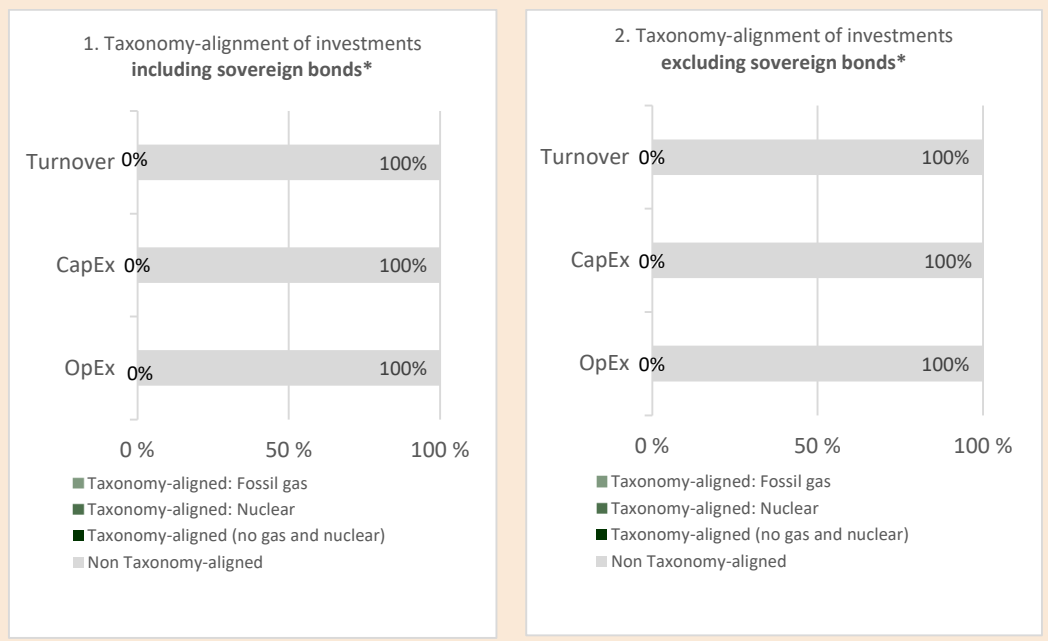 1. Taxonomy-alignment of investments
including sovereign bonds*
Turnover 0% 100%
CapEx 0% 100%
OpEx 0% 100%
0 % 50 % 100 %
Taxonomy-aligned: Fossil gas
Taxonomy-aligned: Nuclear
Taxonomy-aligned (no gas and nuclear)
Non Taxonomy-aligned
2. Taxonomy-alignment of investments
excluding sovereign bonds*
Turnover 0% 100%
CapEx 0% 100%
OpEx 0% 100%
0 % 50 % 100 %
Taxonomy-aligned: Fossil gas
Taxonomy-aligned: Nuclear
Taxonomy-aligned (no gas and nuclear)
Non Taxonomy-aligned